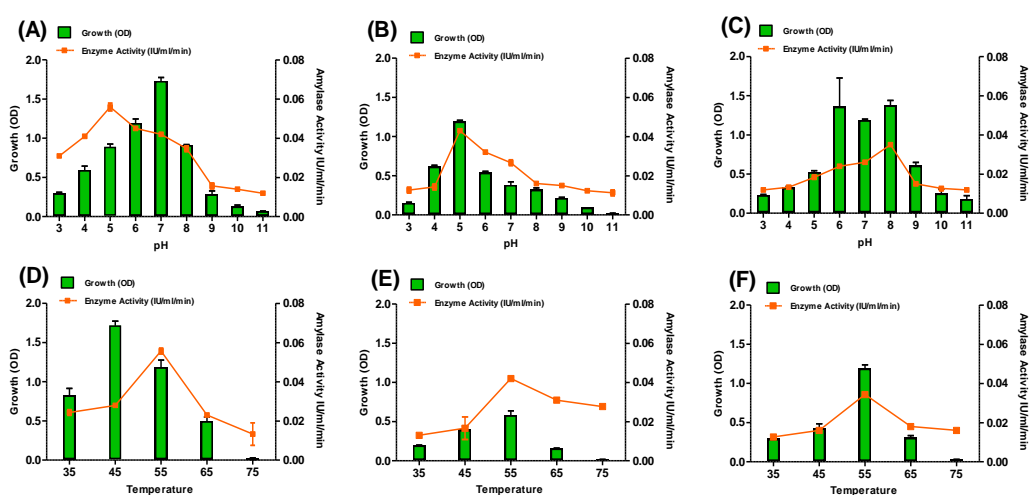 (A)
Growth (OD)
Enzyme Activity (IU/ml/min)
2.0
1.5
1.0
0.5
0.0
Growth (OD)
0.08
0.06
0.04
0.02
0.00
Amylase Activity IU/ml/min
3 4 5 6 7 8 9 10 11
pH
(B)
Growth (OD)
Enzyme Activity (IU/ml/min)
2.0
1.5
1.0
0.5
0.0
Growth (OD)
0.08
0.06
0.04
0.02
0.00
Amylase Activity IU/ml/min
3 4 5 6 7 8 9 10 11
pH
(C)
Growth (OD)
Enzyme Activity (IU/ml/min)
2.0
1.5
1.0
0.5
0.0
Growth (OD)
0.08
0.06
0.04
0.02
0.00
Amylase Activity IU/ml/min
3 4 5 6 7 8 9 10 11
pH
(D)
Growth (OD)
Enzyme Activity (IU/ml/min)
2.0
1.5
1.0
0.5
0.0
Growth (OD)
0.08
0.06
0.04
0.02
0.00
Amylase Activity IU/ml/min
35 45 55 65 75
Temperature
(E)
Growth (OD)
Enzyme Activity (IU/ml/min)
2.0
1.5
1.0
0.5
0.0
Growth (OD)
0.08
0.06
0.04
0.02
0.00
Amylase Activity IU/ml/min
35 45 55 65 75
Temperature
(F)
Growth (OD)
Enzyme Activity (IU/ml/min)
2.0
1.5
1.0
0.5
0.0
Growth (OD)
0.08
0.06
0.04
0.02
0.00
Amylase Activity IU/ml/min
35 45 55 65 75
Temperature